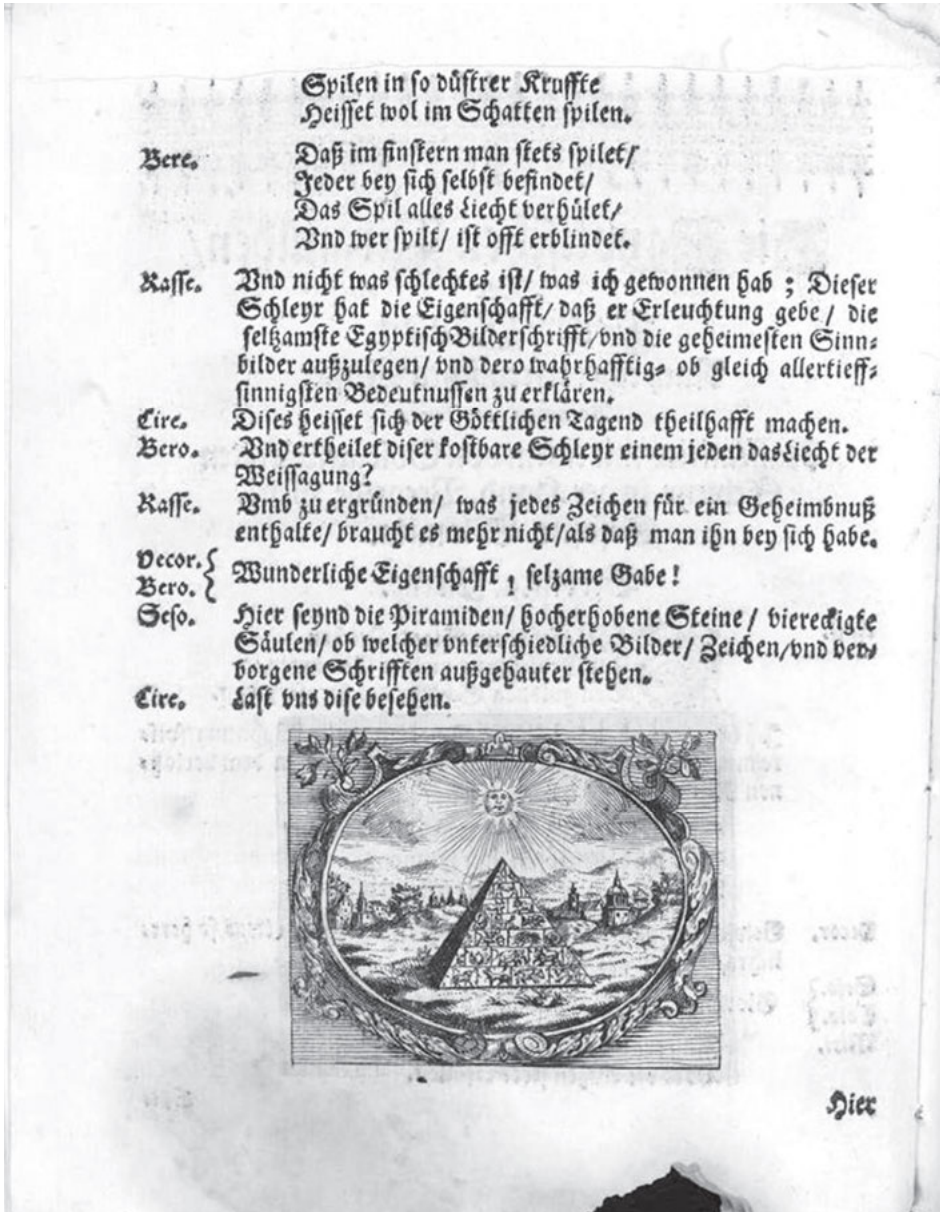 Spilen in so düstrer Krufft
Heisset wol im Schatten spilen.
Bere. Daß im finstern man stets spilet/
Jeder bey sich selbst befindet/
Das Spil alles Liecht verhület/
Vnd wer spilt/ ist offt erblindet.
Rasse. Vnd nicht was schlechtes ist/ was ich gewonnen hab ; Dieser
Schleyr hat die Eigenschafft/ daß er Erleuchtung gebe / die
seltzamste Egyptisch Bilderschrifft/ vnd die geheimesten Sinn-
bilder außzulegen/ vnd dero wahrhafftig- ob gleich allertieff-
sinnigsten Bedeutnussen zu erklären.
Circ. Dises heisset sich der Göttlichen Tagend theilhafft machen.
Bero. Vnd ertheilet diser kostbare Schleyr einem jeden das Liecht der
Weissagung?
Rasse. Vmb zu ergründen/ was jedes Zeichen für ein Geheimbnuß
enthalte/ braucht es mehr nicht/ als daß man ihn bey sich habe.
Decor.{
Bero. { Wunderliche Eigenschafft , selzame Gabe !
Seso. Hier seynd die Piramiden/ hocherhobene Steine / viereckigte
Säulen/ ob welcher vnterschiedliche Bilder/ Zeichen/ vnd ver-
borgene Schrifften außgehauter stehen.
Circ. Last vns dise besehen.
Hier